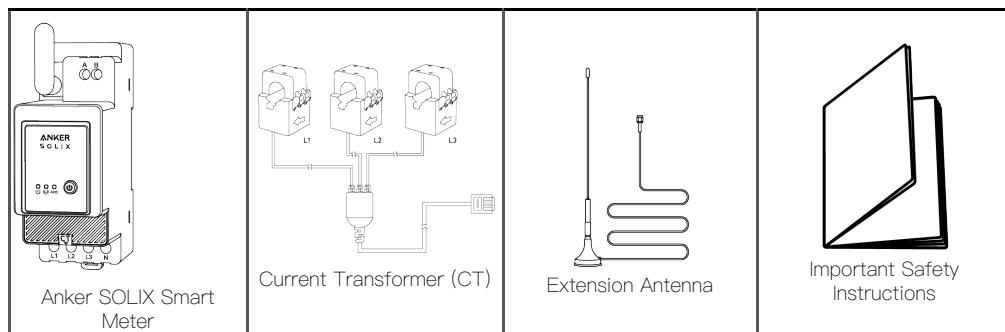 A B
ANKER
SOLIX
L1 L2 L3 N
Anker SOLIX Smart
Meter
L1
L2
L3
Current Transformer (CT)
Extension Antenna
Important Safety
Instructions